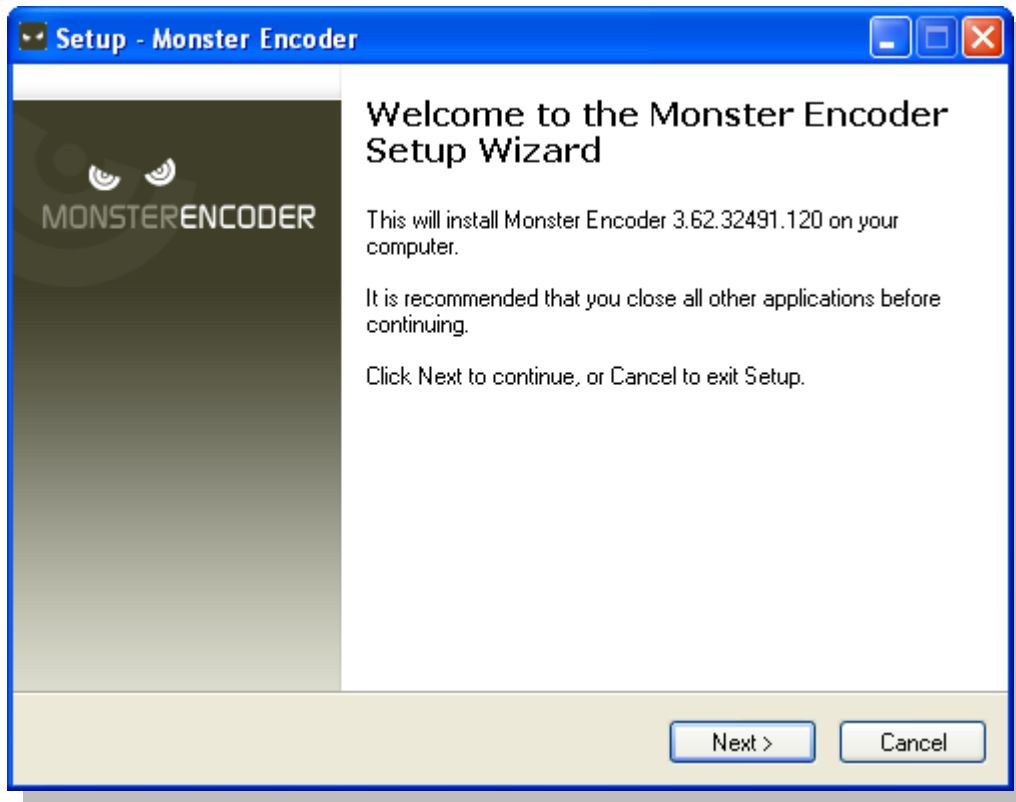 Setup - Monster Encoder
MONSTERENCODER
Welcome to the Monster Encoder
Setup Wizard
This will install Monster Encoder 3.62.32491.120 on your
computer.
It is recommended that you close all other applications before
continuing.
Click Next to continue, or Cancel to exit Setup.
Next >
Cancel